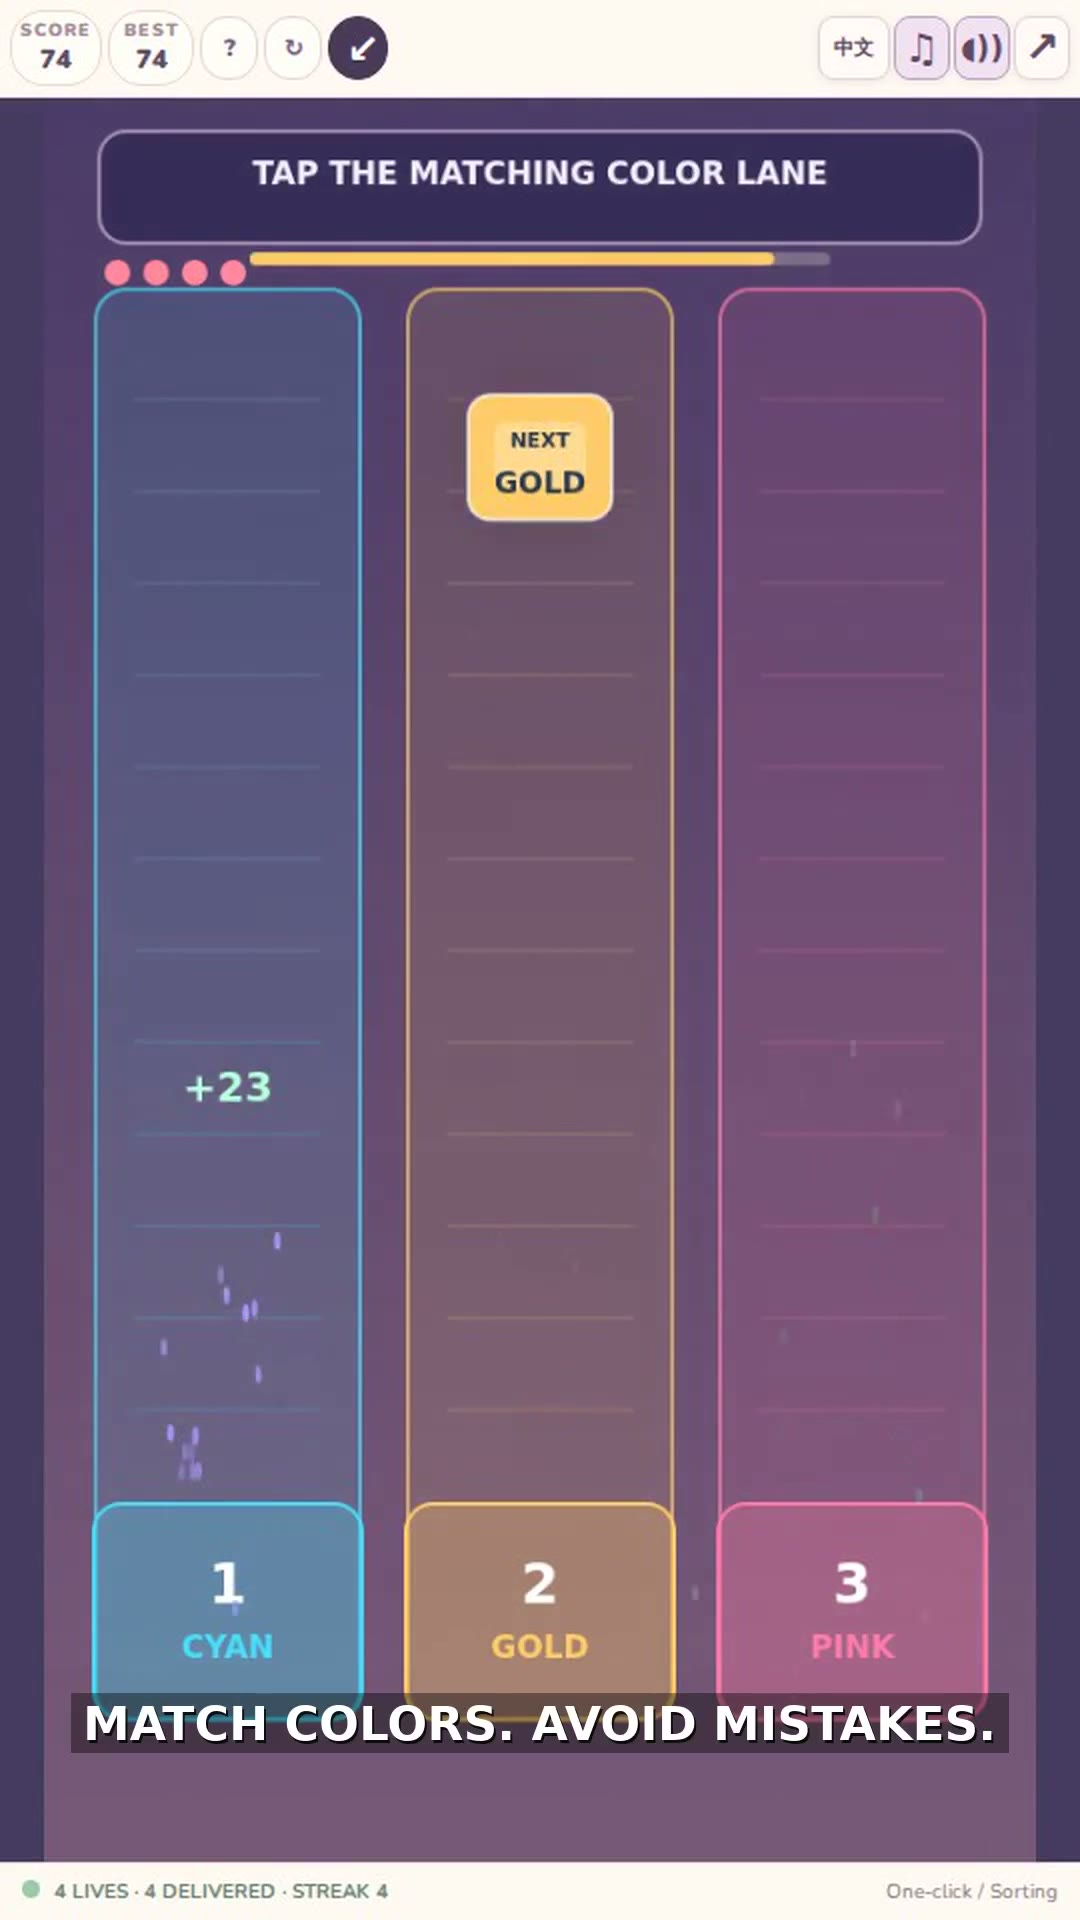 SCORE
74
BEST
74
?
↻
↙
中文
♫
↗
TAP THE MATCHING COLOR LANE
NEXT
GOLD
+23
1
CYAN
2
GOLD
3
PINK
MATCH COLORS. AVOID MISTAKES.
4 LIVES · 4 DELIVERED · STREAK 4
One-click / Sorting